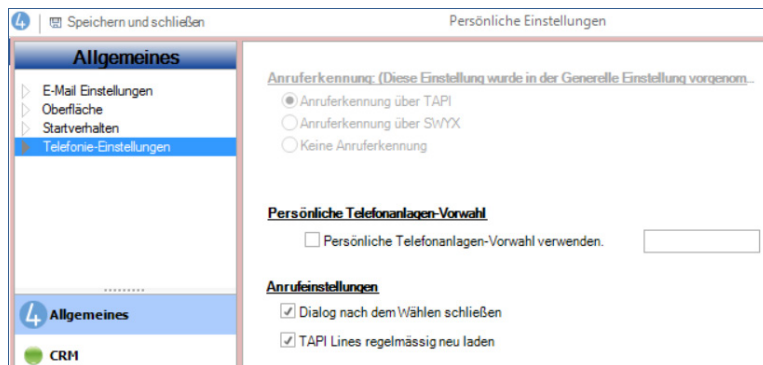 Speichern und schließen
Persönliche Einstellungen
Allgemeines
E-Mail Einstellungen
Oberfläche
Startverhalten
Telefonie-Einstellungen
4 Allgemeines
CRM
Anruferkennung: (Diese Einstellung wurde in der Generelle Einstellung vorgenom...
Anruferkennung über TAPI
Anruferkennung über SWYX
Keine Anruferkennung
Persönliche Telefonanlagen-Vorwahl
Persönliche Telefonanlagen-Vorwahl verwenden.
Anrufeinstellungen
Dialog nach dem Wählen schließen
TAPI Lines regelmässig neu laden